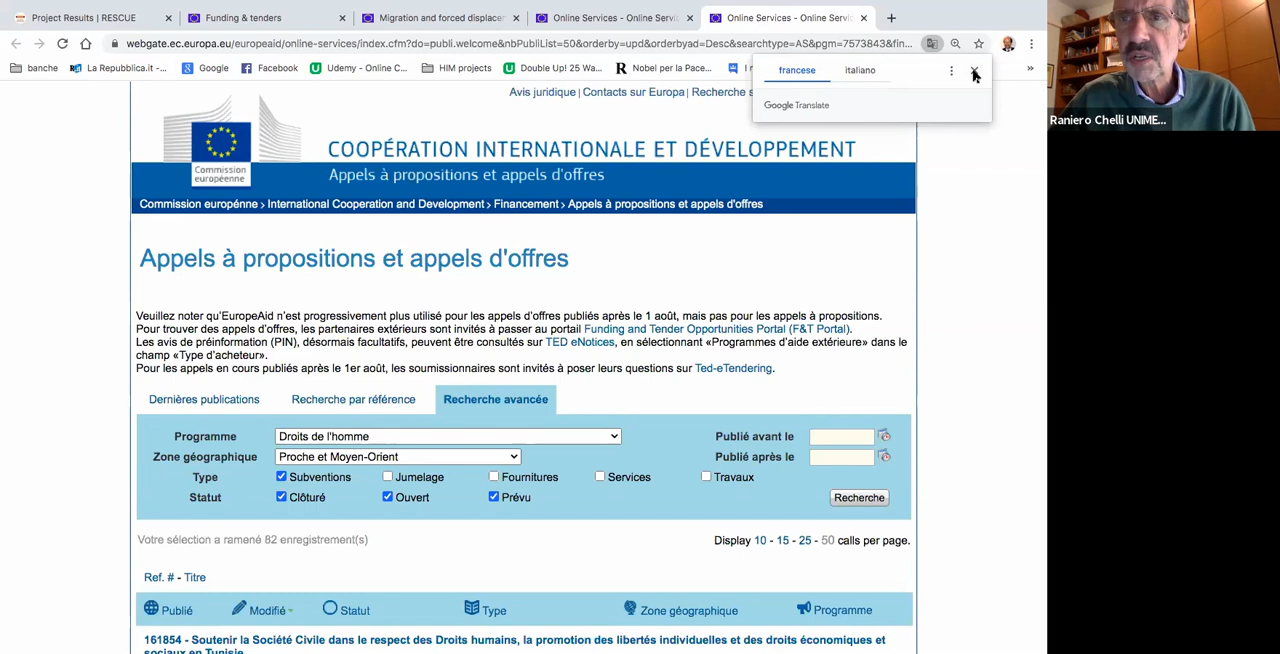 Project Results | RESCUE
Funding & tenders
Migration and forced displacem
Online Services - Online Servic
Online Services - Online Servic
webgate.ec.europa.eu/europeaid/online-services/index.cfm?do=publi.welcome&nbPubliList=50&orderby=upd&orderbyad=Desc&searchtype=AS&pgm=7573843&fin...
banche
La Repubblica.it -...
Google
Facebook
Udemy - Online C...
HIM projects
Double Up! 25 Wa...
Nobel per la Pace...
francese
italiano
Google Translate
Avis juridique | Contacts sur Europa | Recherche s
Commission
européenne
COOPÉRATION INTERNATIONALE ET DÉVELOPPEMENT
Appels à propositions et appels d'offres
Commission europénne > International Cooperation and Development > Financement > Appels à propositions et appels d'offres
Appels à propositions et appels d'offres
Veuillez noter qu'EuropeAid n'est progressivement plus utilisé pour les appels d'offres publiés après le 1 août, mais pas pour les appels à propositions.
Pour trouver des appels d'offres, les partenaires extérieurs sont invités à passer au portail Funding and Tender Opportunities Portal (F&T Portal).
Les avis de préinformation (PIN), désormais facultatifs, peuvent être consultés sur TED eNotices, en sélectionnant «Programmes d'aide extérieure» dans le
champ «Type d'acheteur».
Pour les appels en cours publiés après le 1er août, les soumissionnaires sont invités à poser leurs questions sur Ted-eTendering.
Dernières publications
Recherche par référence
Recherche avancée
Programme
Droits de l'homme
Publié avant le
Zone géographique
Proche et Moyen-Orient
Publié après le
Type
Subventions
Jumelage
Fournitures
Services
Travaux
Statut
Clôturé
Ouvert
Prévu
Recherche
Votre sélection a ramené 82 enregistrement(s)
Display 10 - 15 - 25 - 50 calls per page.
Ref. # - Titre
Publié
Modifié
Statut
Type
Zone géographique
Programme
161854 - Soutenir la Société Civile dans le respect des Droits humains, la promotion des libertés individuelles et des droits économiques et
sociaux en Tunisie
Raniero Chelli UNIME...